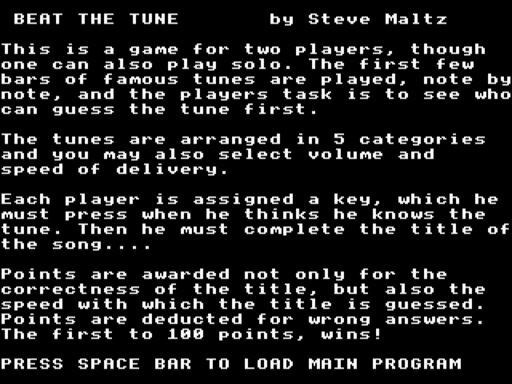 BEAT THE TUNE by Steve Maltz
This is a game for two players, though
one can also play solo. The first few
bars of famous tunes are played, note by
note, and the players task is to see who
can guess the tune first.
The tunes are arranged in 5 categories
and you may also select volume and
speed of delivery.
Each player is assigned a key, which he
must press when he thinks he knows the
tune. Then he must complete the title of
the song....
Points are awarded not only for the
correctness of the title, but also the
speed with which the title is guessed.
Points are deducted for wrong answers.
The first to 100 points, wins!
PRESS SPACE BAR TO LOAD MAIN PROGRAM